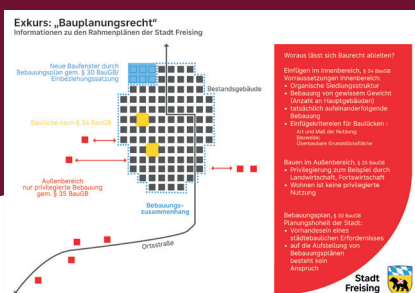 Exkurs: „Bauplanungsrecht"
Informationen zu den Rahmenplänen der Stadt Freising
Neue Baufenster durch
Bebauungsplan gem. § 30 BauGB/
Einbeziehungssatzung
Bestandsgebäude
Baulücke nach § 34 BauGB
Außenbereich
nur privilegierte Bebauung
gem. § 35 BauGB
Bebauungs-
zusammenhang
Ortsstraße
Woraus lässt sich Baurecht ableiten?
Einfügen im Innenbereich, § 34 BauGB
Vorraussetzungen Innenbereich:
• Organische Siedlungsstruktur
• Bebauung von gewissem Gewicht
(Anzahl an Hauptgebäuden)
• tatsächlich aufeinanderfolgende
Bebauung
• Einfügekriterien für Baulücken :
Art und Maß der Nutzung;
Bauweise;
Überbaubare Grundstücksfläche
Bauen im Außenbereich, § 35 BauGB
• Privilegierung zum Beispiel durch
Landwirtschaft, Fortswirtschaft
• Wohnen ist keine privilegierte
Nutzung
Bebauungsplan, § 30 BauGB
Planungshoheit der Stadt:
• Vorhandensein eines
städtebaulichen Erfordernisses
• auf die Aufstellung von
Bebauungsplänen
besteht kein
Anspruch
Stadt
Freising